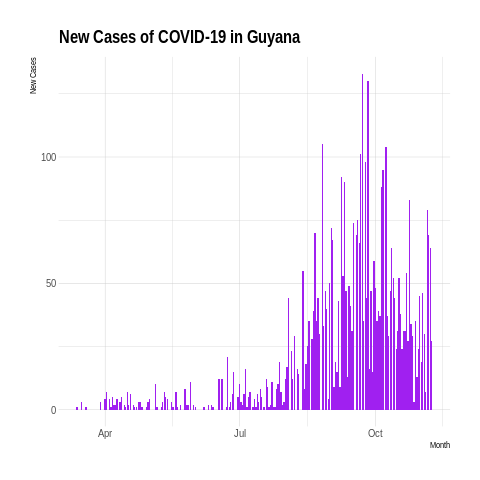 New Cases of COVID-19 in Guyana
New Cases
100
50
0
Apr
Jul
Oct
Month